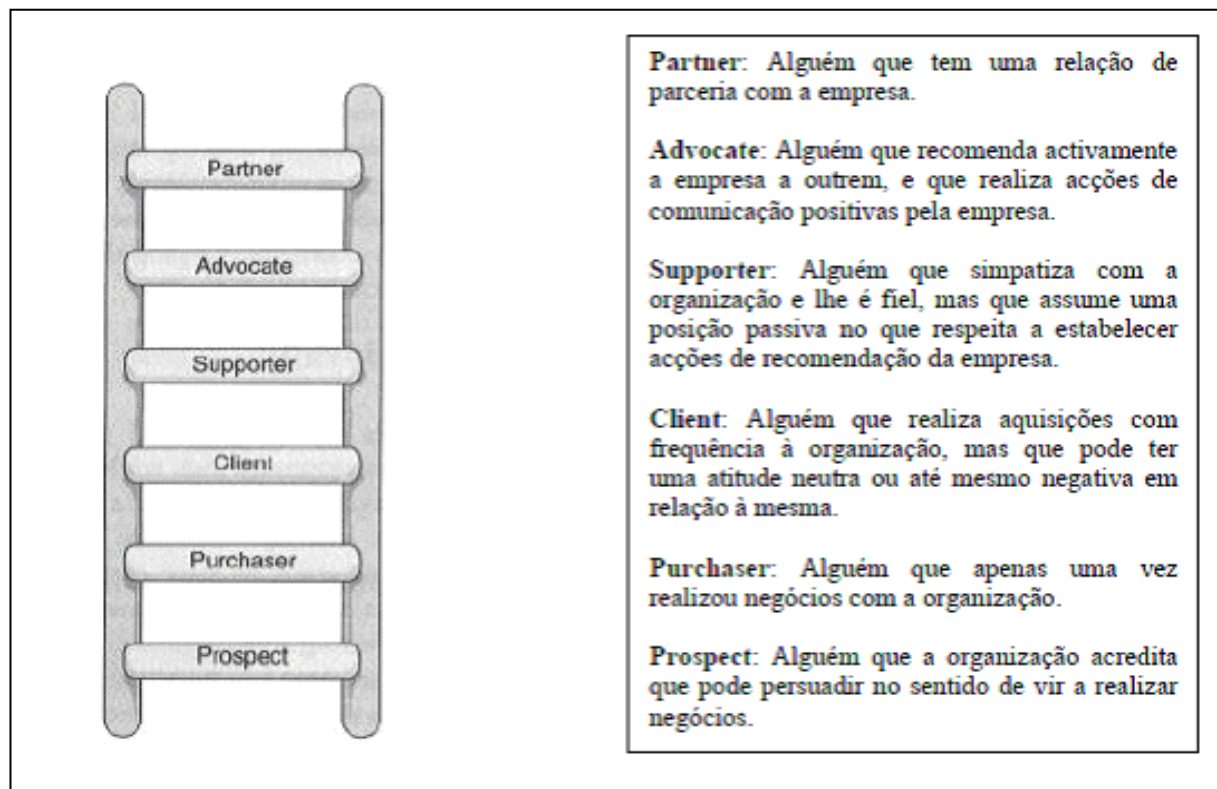 Partner
Advocate
Supporter
Client
Purchaser
Prospect
Partner: Alguém que tem uma relação de
parceria com a empresa.
Advocate: Alguém que recomenda activamente
a empresa a outrem, e que realiza acções de
comunicação positivas pela empresa.
Supporter: Alguém que simpatiza com a
organização e lhe é fiel, mas que assume uma
posição passiva no que respeita a estabelecer
acções de recomendação da empresa.
Client: Alguém que realiza aquisições com
frequência à organização, mas que pode ter
uma atitude neutra ou até mesmo negativa em
relação à mesma.
Purchaser: Alguém que apenas uma vez
realizou negócios com a organização.
Prospect: Alguém que a organização acredita
que pode persuadir no sentido de vir a realizar
negócios.